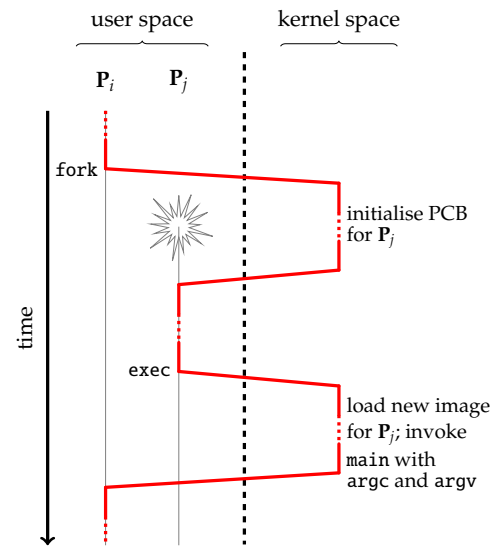 user space
kernel space
P_i
P_j
fork
initialise PCB
for P_j
time
exec
load new image
for P_j; invoke
main with
argc and argv